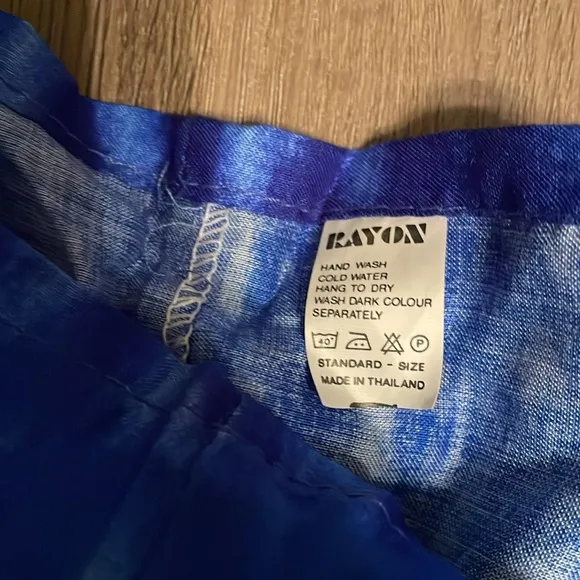 RAYON
HAND WASH
COLD WATER
HANG TO DRY
WASH DARK COLOUR
SEPARATELY
40° P
STANDARD - SIZE
MADE IN THAILAND